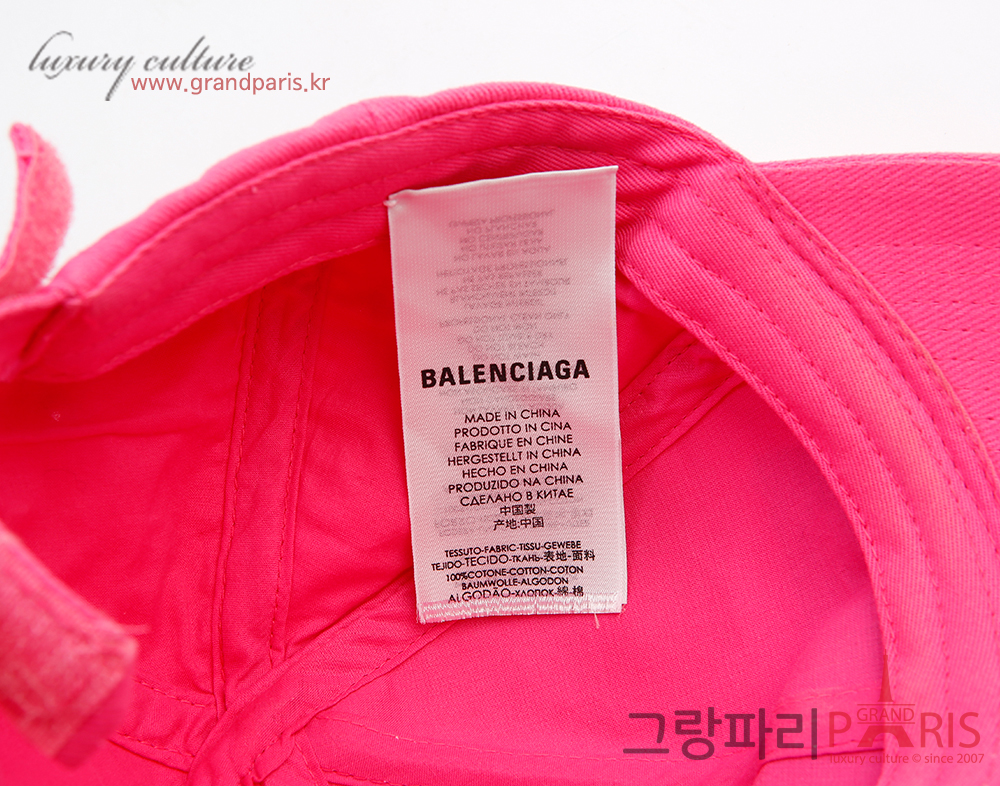 luxury culture
www.grandparis.kr
BALENCIAGA
MADE IN CHINA
PRODOTTO IN CINA
FABRIQUE EN CHINE
HERGESTELLT IN CHINA
HECHO EN CHINA
PRODUZIDO NA CHINA
СДЕЛАНО В КИТАЕ
中国製
产地:中国
TESSUTO-FABRIC-TISSU-GEWEBE
TEJIDO-TECIDO-ТКАНЬ-表地-面料
100%COTONE-COTTON-COTON
BAUMWOLLE-ALGODON
ALGODÃO-ХЛОПОК-綿-棉
그랑파리 GRAND PARIS
luxury culture © since 2007